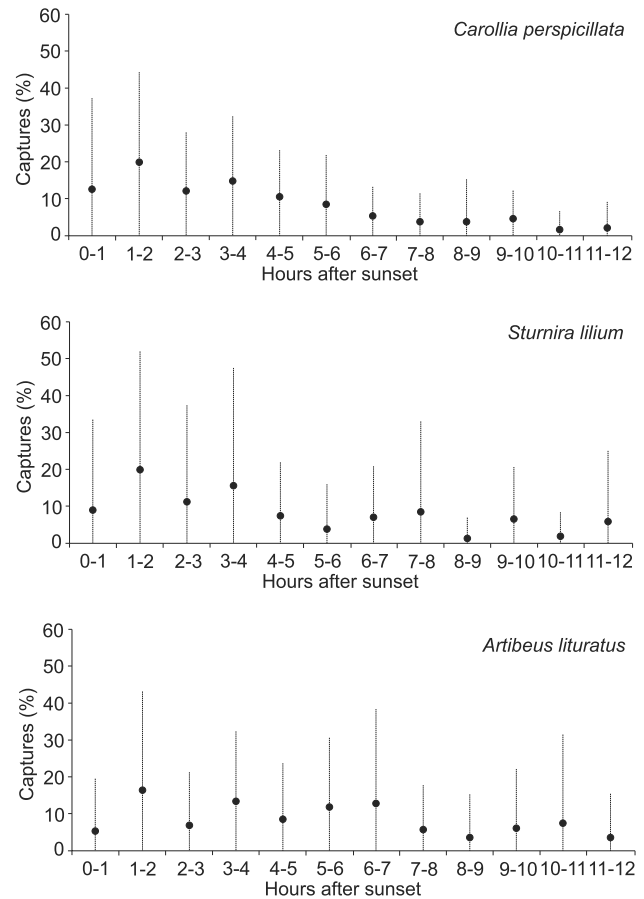 Carollia perspicillata
60
50
40
30
20
10
0
Captures (%)
0-1 1-2 2-3 3-4 4-5 5-6 6-7 7-8 8-9 9-10 10-11 11-12
Hours after sunset
Sturnira lilium
60
50
40
30
20
10
0
Captures (%)
0-1 1-2 2-3 3-4 4-5 5-6 6-7 7-8 8-9 9-10 10-11 11-12
Hours after sunset
Artibeus lituratus
60
50
40
30
20
10
0
Captures (%)
0-1 1-2 2-3 3-4 4-5 5-6 6-7 7-8 8-9 9-10 10-11 11-12
Hours after sunset